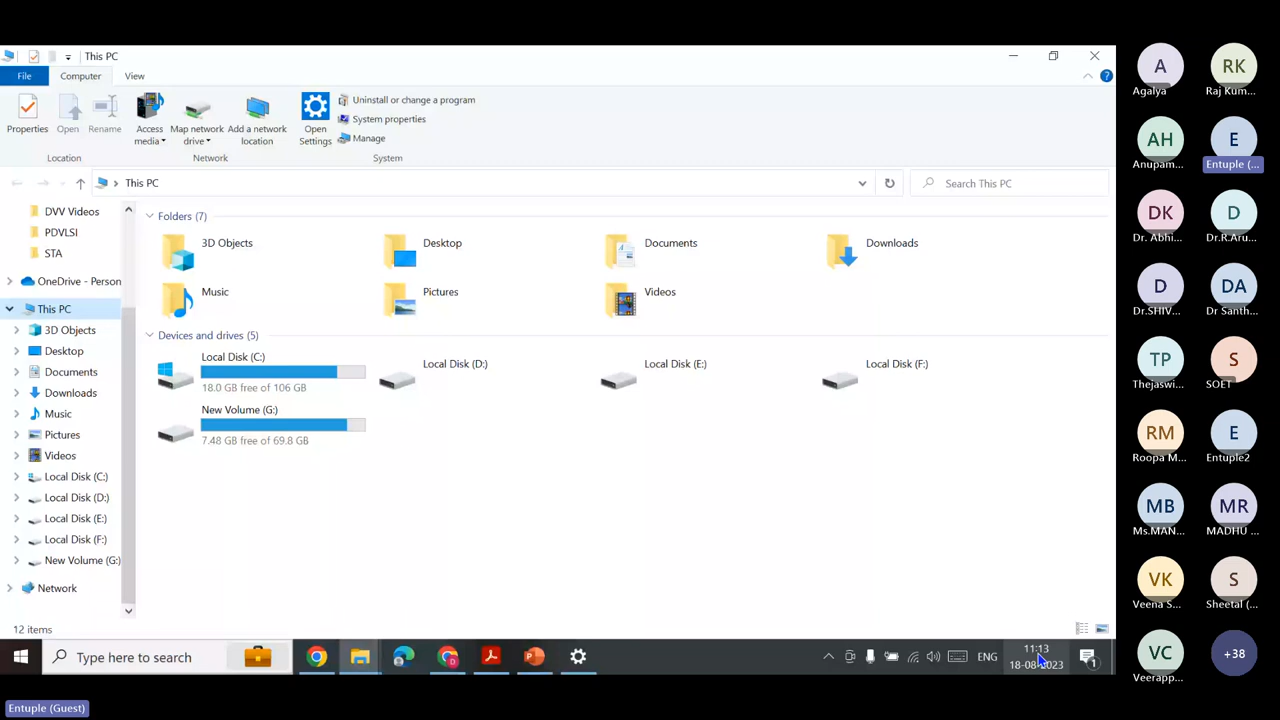 This PC
File
Computer
View
Properties
Open
Rename
Access media
Map network drive
Add a network location
Open Settings
Uninstall or change a program
System properties
Manage
Location
Network
System
This PC
Search This PC
DVV Videos
PDVLSI
STA
OneDrive - Person
This PC
3D Objects
Desktop
Documents
Downloads
Music
Pictures
Videos
Local Disk (C:)
Local Disk (D:)
Local Disk (E:)
Local Disk (F:)
New Volume (G:)
Network
Folders (7)
3D Objects
Desktop
Documents
Downloads
Music
Pictures
Videos
Devices and drives (5)
Local Disk (C:)
18.0 GB free of 106 GB
Local Disk (D:)
Local Disk (E:)
Local Disk (F:)
New Volume (G:)
7.48 GB free of 69.8 GB
12 items
Type here to search
ENG
11:13
18-08-2023
1
A
Agalya
RK
Raj Kum...
AH
Anupam...
E
Entuple (...
DK
Dr. Abhi...
D
Dr.R.Aru...
D
Dr.SHIV...
DA
Dr Santh...
TP
Thejaswi...
S
SOET
RM
Roopa M...
E
Entuple2
MB
Ms.MAN...
MR
MADHU ...
VK
Veena S...
S
Sheetal (...
VC
Veerapp...
+38
Entuple (Guest)